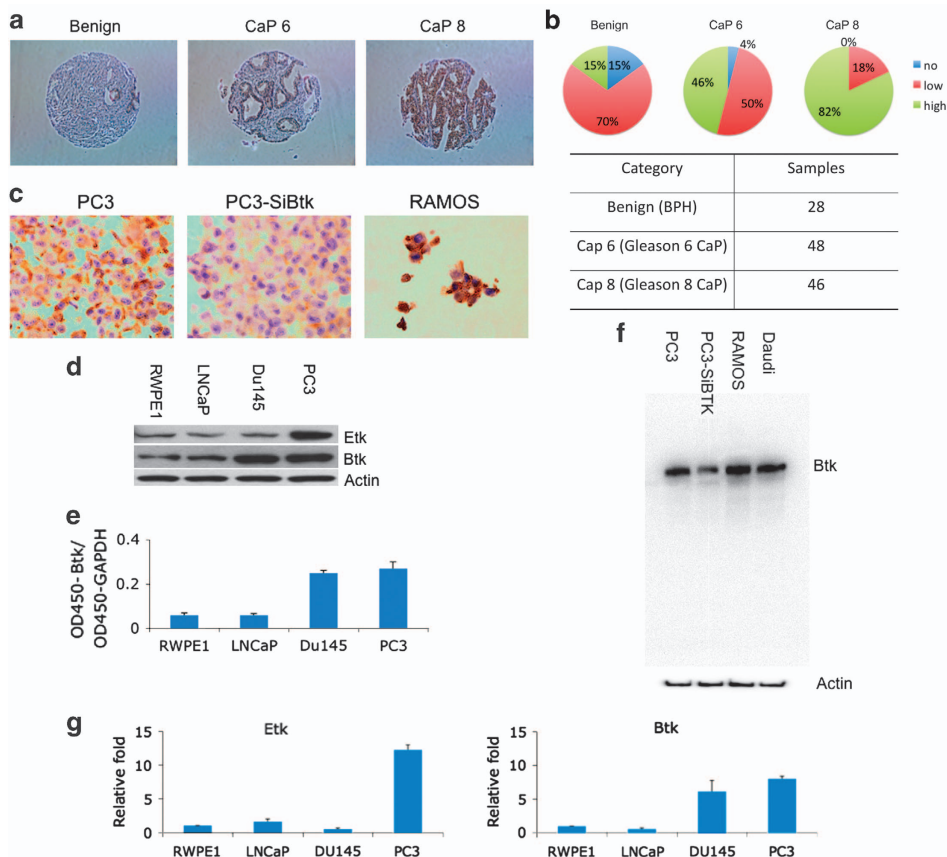 a
Benign
CaP 6
CaP 8
b
Benign
CaP 6
CaP 8
15%
15%
70%
4%
46%
50%
0%
18%
82%
no
low
high
Category Samples
Benign (BPH) 28
Cap 6 (Gleason 6 CaP) 48
Cap 8 (Gleason 8 CaP) 46
c
PC3
PC3-SiBtk
RAMOS
d
RWPE1
LNCaP
Du145
PC3
Etk
Btk
Actin
e
OD450-Btk/
OD450-GAPDH
0.4
0.2
0
RWPE1
LNCaP
Du145
PC3
f
PC3
PC3-SiBTK
RAMOS
Daudi
Btk
Actin
g
Etk
Relative fold
15
10
5
0
RWPE1
LNCaP
DU145
PC3
Btk
Relative fold
15
10
5
0
RWPE1
LNCaP
DU145
PC3